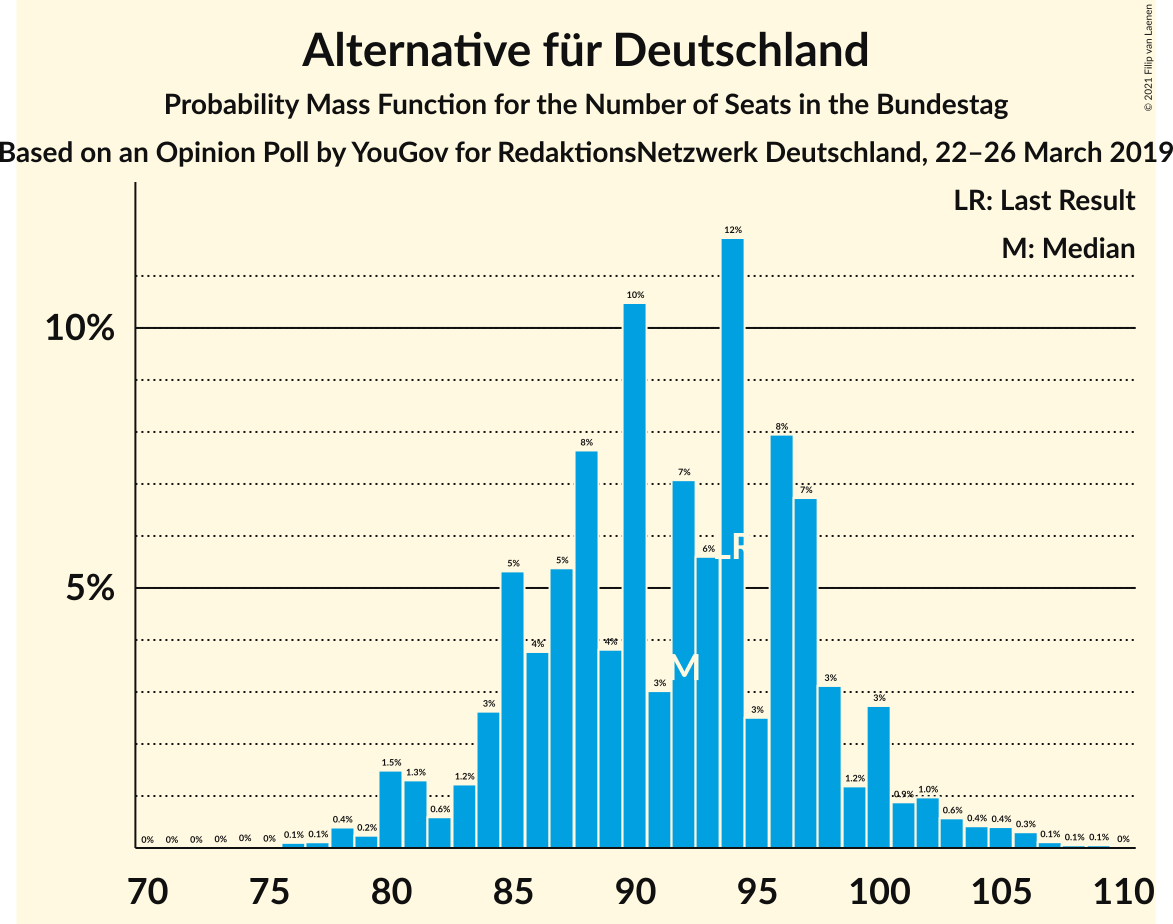 Alternative für Deutschland
Probability Mass Function for the Number of Seats in the Bundestag
Based on an Opinion Poll by YouGov for RedaktionsNetzwerk Deutschland, 22–26 March 2019
© 2021 Filip van Laenen
LR: Last Result
M: Median
10%
5%
0% 0% 0% 0% 0% 0% 0.1% 0.1% 0.4% 0.2% 1.5% 1.3% 0.6% 1.2% 3% 5% 4% 5% 8% 4% 10% 3% 7% 6% 12% 3% 8% 7% 3% 1.2% 3% 0.9% 1.0% 0.6% 0.4% 0.4% 0.3% 0.1% 0.1% 0.1% 0%
LR
M
70 75 80 85 90 95 100 105 110